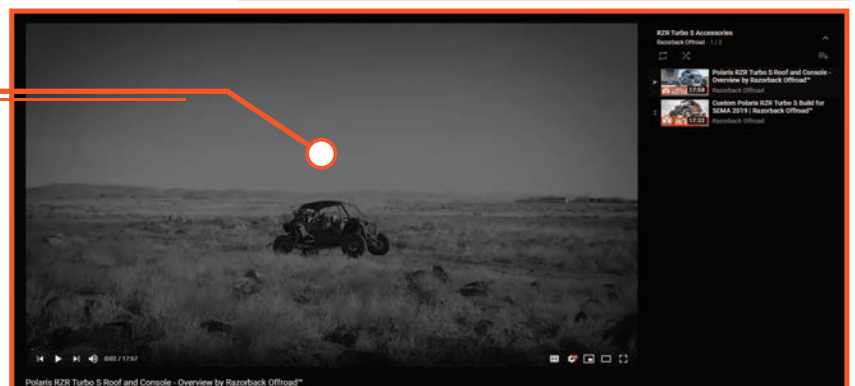 RZR Turbo S Accessories
Razorback Offroad - 1 / 2
Polaris RZR Turbo S Roof and Console -
Overview by Razorback Offroad™
Razorback Offroad
17:58
2
Custom Polaris RZR Turbo S Build for
SEMA 2019 | Razorback Offroad™
Razorback Offroad
17:32
0:02 / 17:57
Polaris RZR Turbo S Roof and Console - Overview by Razorback Offroad™